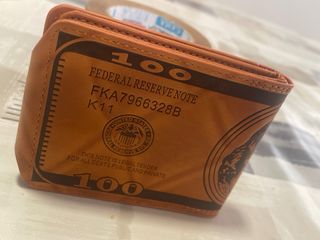 100
FEDERAL RESERVE NOTE
FKA7966328B
K11
THIS NOTE IS LEGAL TENDER
FOR ALL DEBTS PUBLIC AND PRIVATE
100